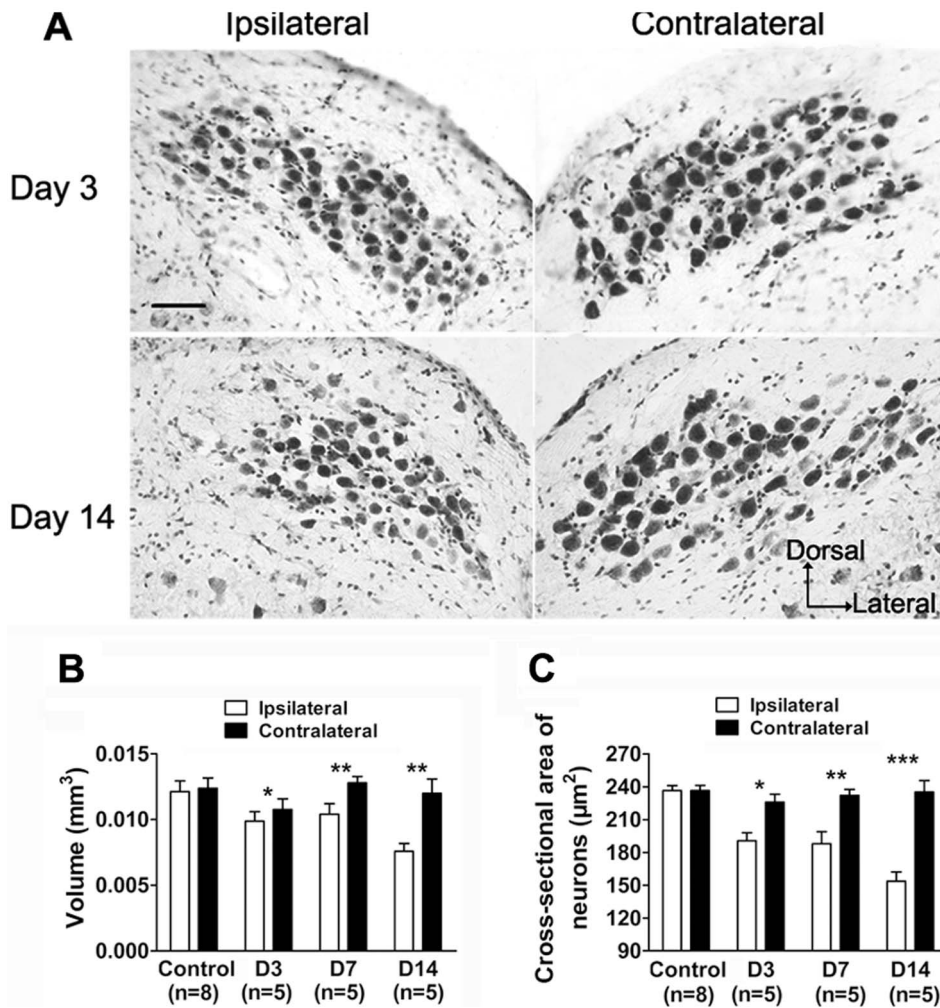 A
Ipsilateral
Contralateral
Day 3
Day 14
Dorsal
Lateral
B
Ipsilateral
Contralateral
Volume (mm³)
0.015
0.010
0.005
0.000
*
**
**
Control
(n=8)
D3
(n=5)
D7
(n=5)
D14
(n=5)
C
Ipsilateral
Contralateral
Cross-sectional area of
neurons (µm²)
270
240
210
180
150
120
90
*
**
***
Control
(n=8)
D3
(n=5)
D7
(n=5)
D14
(n=5)